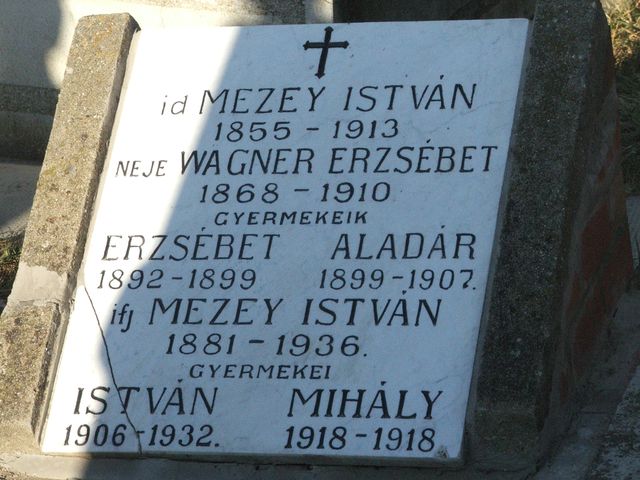 id MEZEY ISTVÁN
1855 - 1913
NEJE WAGNER ERZSÉBET
1868 - 1910
GYERMEKEIK
ERZSÉBET ALADÁR
1892 - 1899 1899 - 1907.
ifj MEZEY ISTVÁN
1881 - 1936.
GYERMEKEI
ISTVÁN MIHÁLY
1906 - 1932. 1918 - 1918